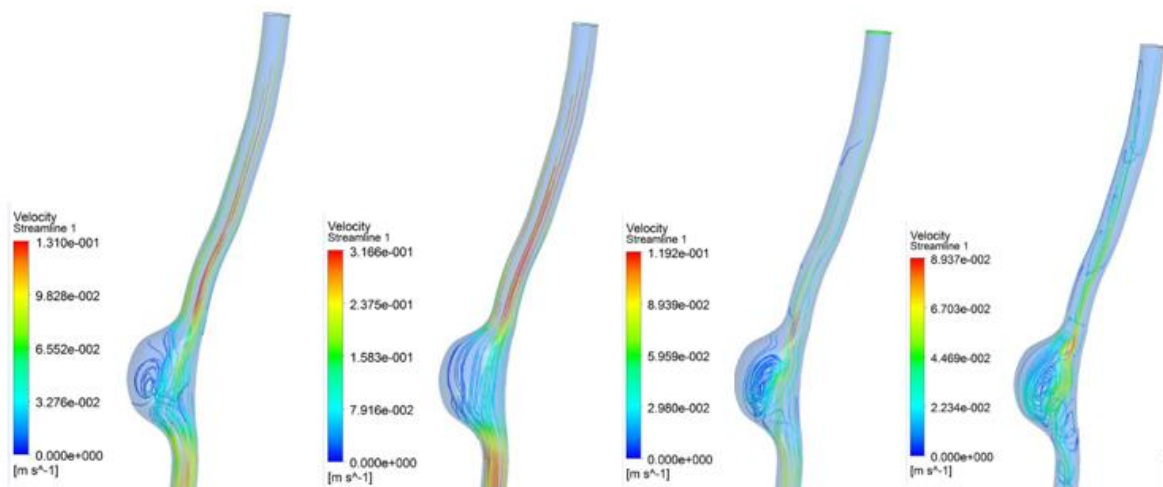 Velocity
Streamline 1
1.310e-001
9.828e-002
6.552e-002
3.276e-002
0.000e+000
[m s^-1]
Velocity
Streamline 1
3.166e-001
2.375e-001
1.583e-001
7.916e-002
0.000e+000
[m s^-1]
Velocity
Streamline 1
1.192e-001
8.939e-002
5.959e-002
2.980e-002
0.000e+000
[m s^-1]
Velocity
Streamline 1
8.937e-002
6.703e-002
4.469e-002
2.234e-002
0.000e+000
[m s^-1]